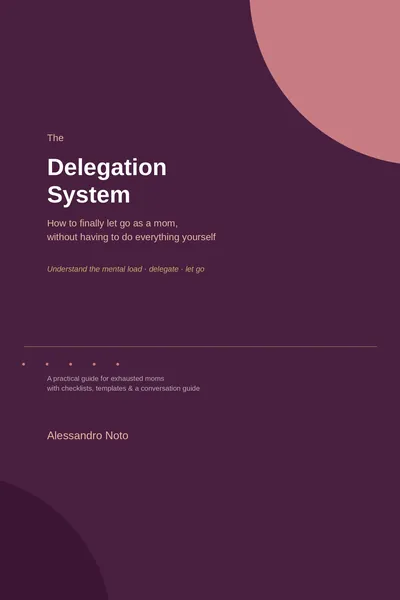 The
Delegation
System
How to finally let go as a mom,
without having to do everything yourself
Understand the mental load · delegate · let go
A practical guide for exhausted moms
with checklists, templates & a conversation guide
Alessandro Noto